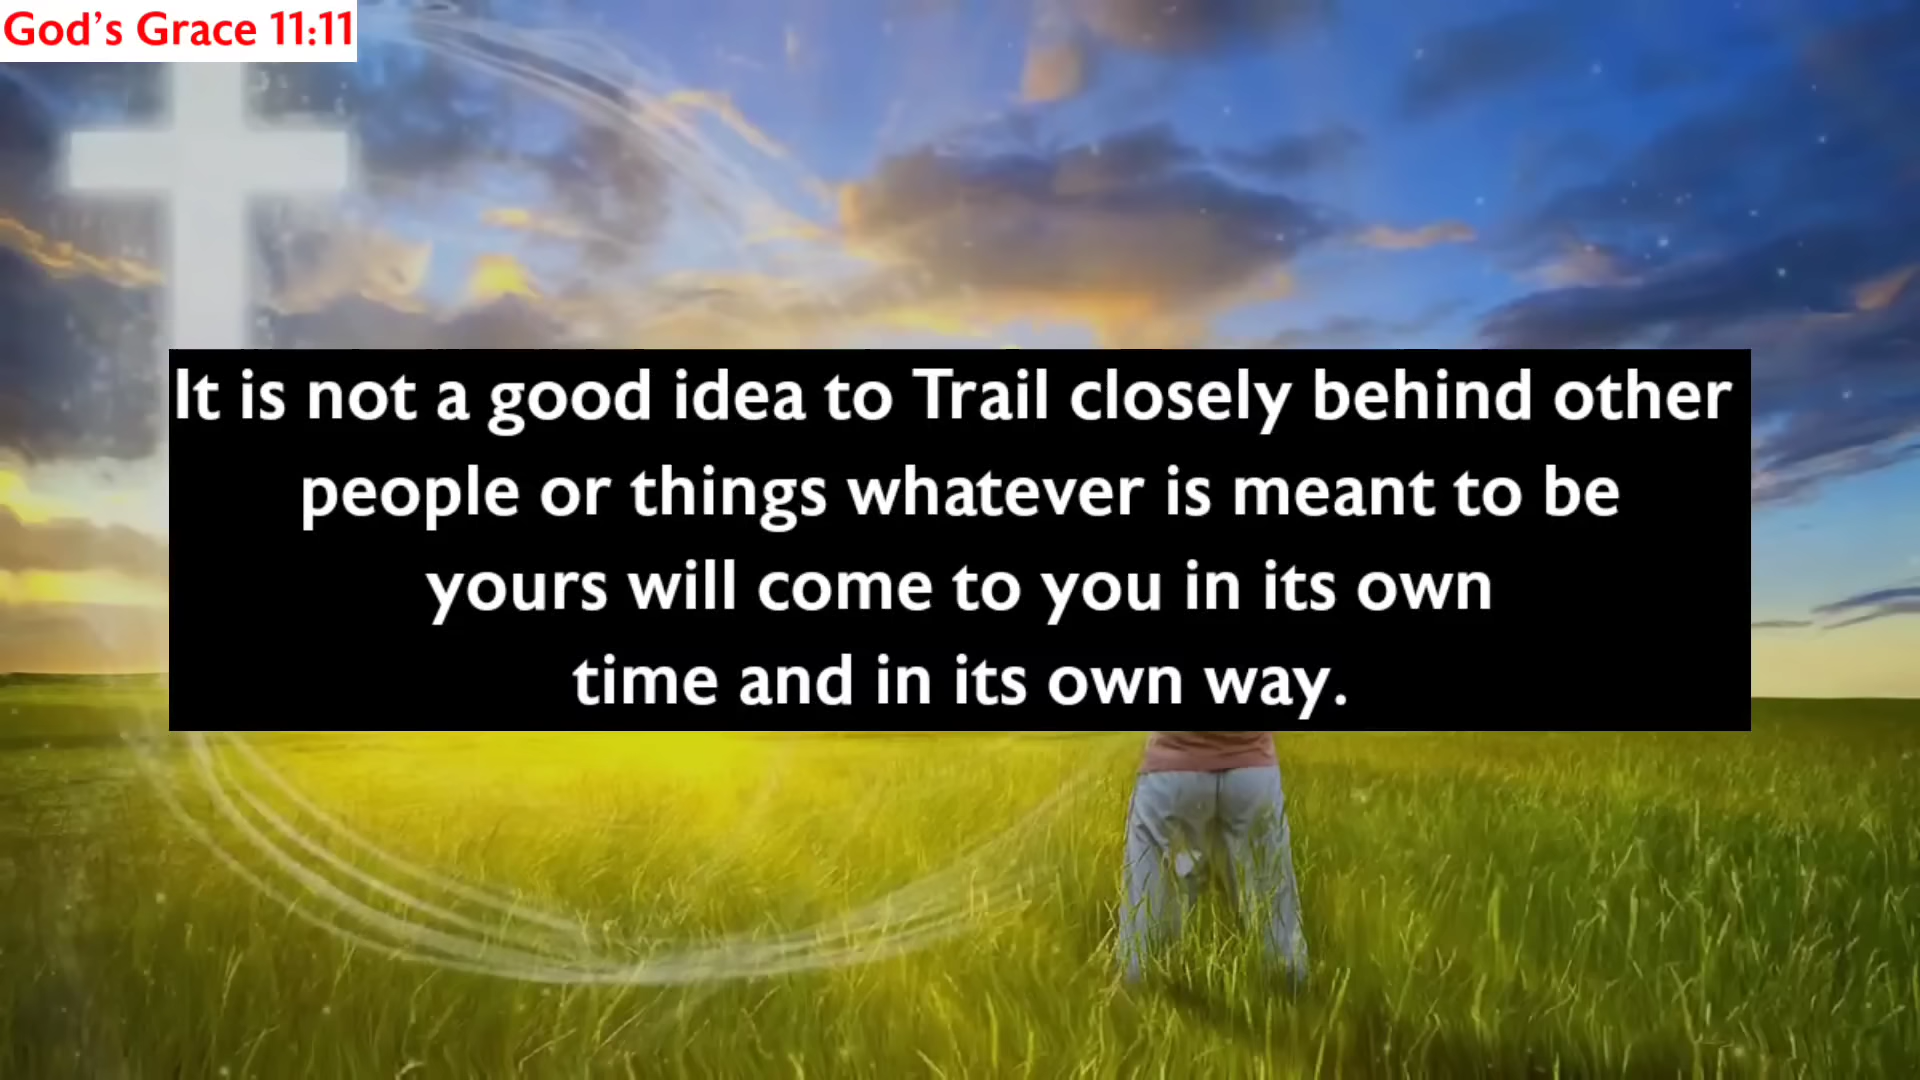 God’s Grace 11:11
It is not a good idea to Trail closely behind other
people or things whatever is meant to be
yours will come to you in its own
time and in its own way.